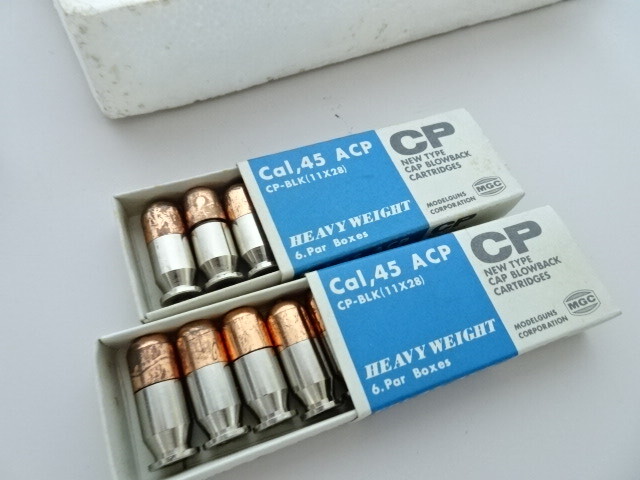 Cal,45 ACP
CP-BLK(11X28)
HEAVY WEIGHT
6.Par Boxes
CP
NEW TYPE
CAP BLOWBACK
CARTRIDGES
MODELGUNS
CORPORATION
MGC
Cal,45 ACP
CP-BLK(11X28)
HEAVY WEIGHT
6.Par Boxes
CP
NEW TYPE
CAP BLOWBACK
CARTRIDGES
MODELGUNS
CORPORATION
MGC